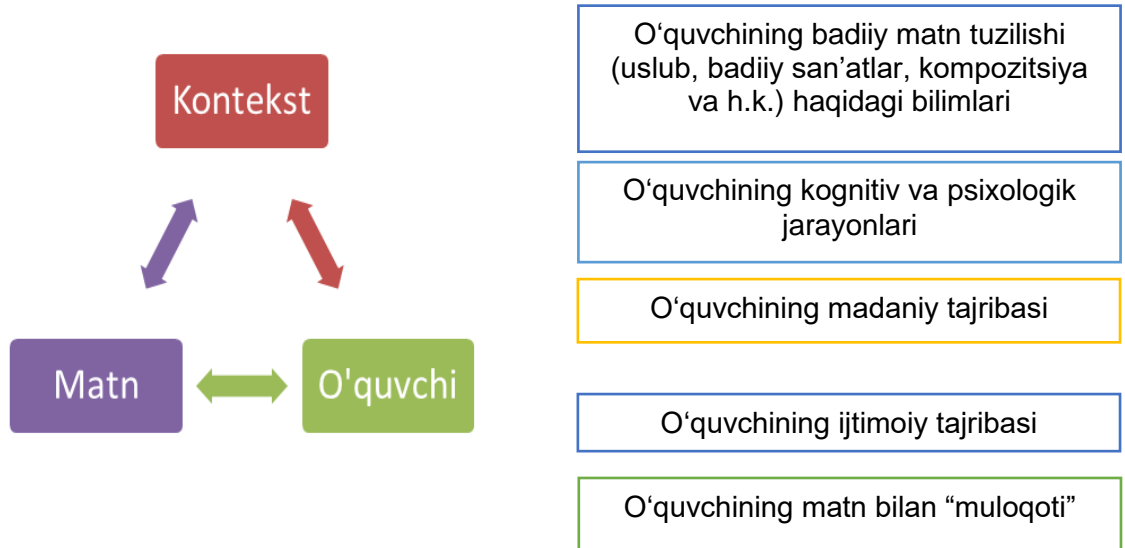 Kontekst
Matn
O'quvchi
O‘quvchining badiiy matn tuzilishi
(uslub, badiiy san’atlar, kompozitsiya
va h.k.) haqidagi bilimlari
O‘quvchining kognitiv va psixologik
jarayonlari
O‘quvchining madaniy tajribasi
O‘quvchining ijtimoiy tajribasi
O‘quvchining matn bilan “muloqoti”